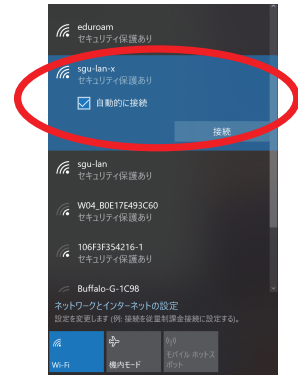 eduroam
セキュリティ保護あり
sgu-lan-x
セキュリティ保護あり
自動的に接続
接続
sgu-lan
セキュリティ保護あり
W04_B0E17E493C60
セキュリティ保護あり
106F3F354216-1
セキュリティ保護あり
Buffalo-G-1C98
ネットワークとインターネットの設定
設定を変更します (例: 接続を従量制課金接続に設定する)。
Wi-Fi
機内モード
モバイル ホットス
ポット